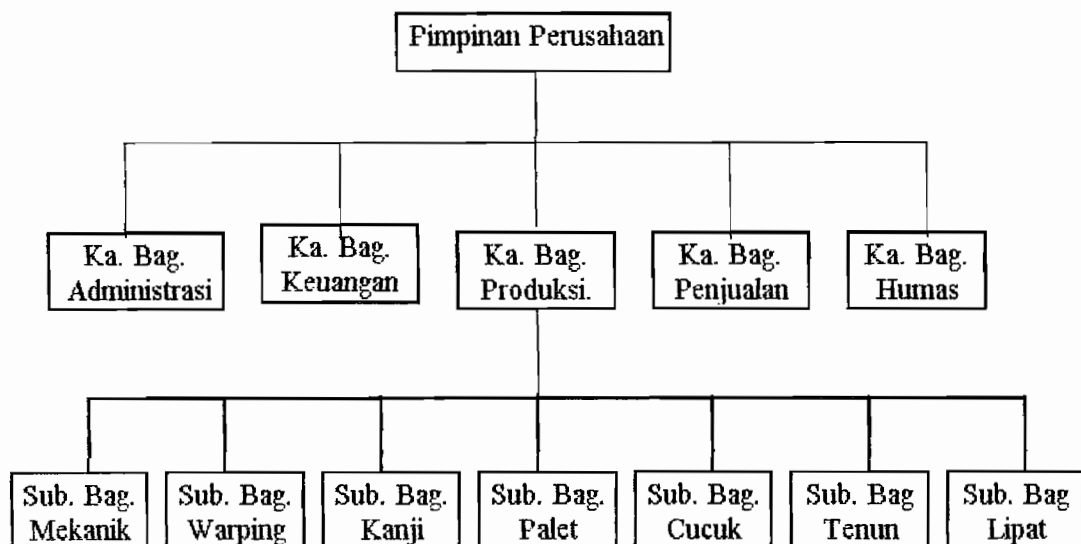 Pimpinan Perusahaan
Ka. Bag.
Administrasi
Ka. Bag.
Keuangan
Ka. Bag.
Produksi.
Ka. Bag.
Penjualan
Ka. Bag.
Humas
Sub. Bag.
Mekanik
Sub. Bag.
Warping
Sub. Bag.
Kanji
Sub. Bag.
Palet
Sub. Bag.
Cucuk
Sub. Bag
Tenun
Sub. Bag
Lipat